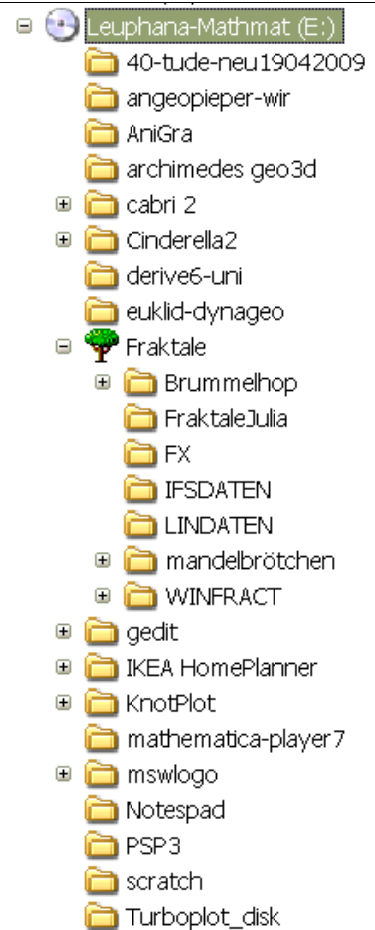 Leuphana-Mathmat (E:)
40-tude-neu19042009
angeopieper-wir
AniGra
archimedes geo3d
cabri 2
Cinderella2
derive6-uni
euklid-dynageo
Fraktale
Brummelhop
FraktaleJulia
FX
IFSDATEN
LINDATEN
mandelbrötchen
WINFRACT
gedit
IKEA HomePlanner
KnotPlot
mathematica-player7
mswlogo
Notespad
PSP3
scratch
Turboplot_disk